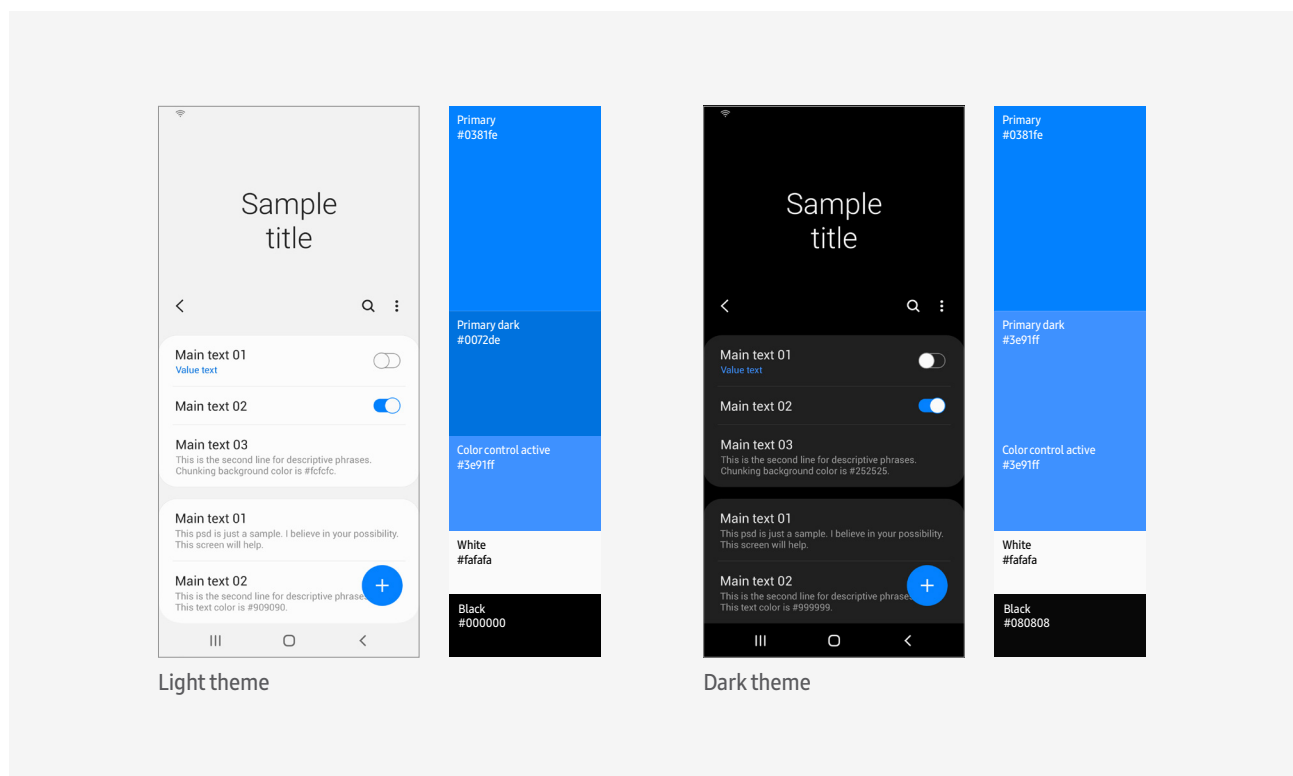 Sample
title
Main text 01
Value text
Main text 02
Main text 03
This is the second line for descriptive phrases.
Chunking background color is #fcfcfc.
Main text 01
This psd is just a sample. I believe in your possibility.
This screen will help.
Main text 02
This is the second line for descriptive phrase
This text color is #909090.
Light theme
Primary
#0381fe
Primary dark
#0072de
Color control active
#3e91ff
White
#fafafa
Black
#000000
Sample
title
Main text 01
Value text
Main text 02
Main text 03
This is the second line for descriptive phrases.
Chunking background color is #252525.
Main text 01
This psd is just a sample. I believe in your possibility.
This screen will help.
Main text 02
This is the second line for descriptive phrase
This text color is #999999.
Dark theme
Primary
#0381fe
Primary dark
#3e91ff
Color control active
#3e91ff
White
#fafafa
Black
#080808